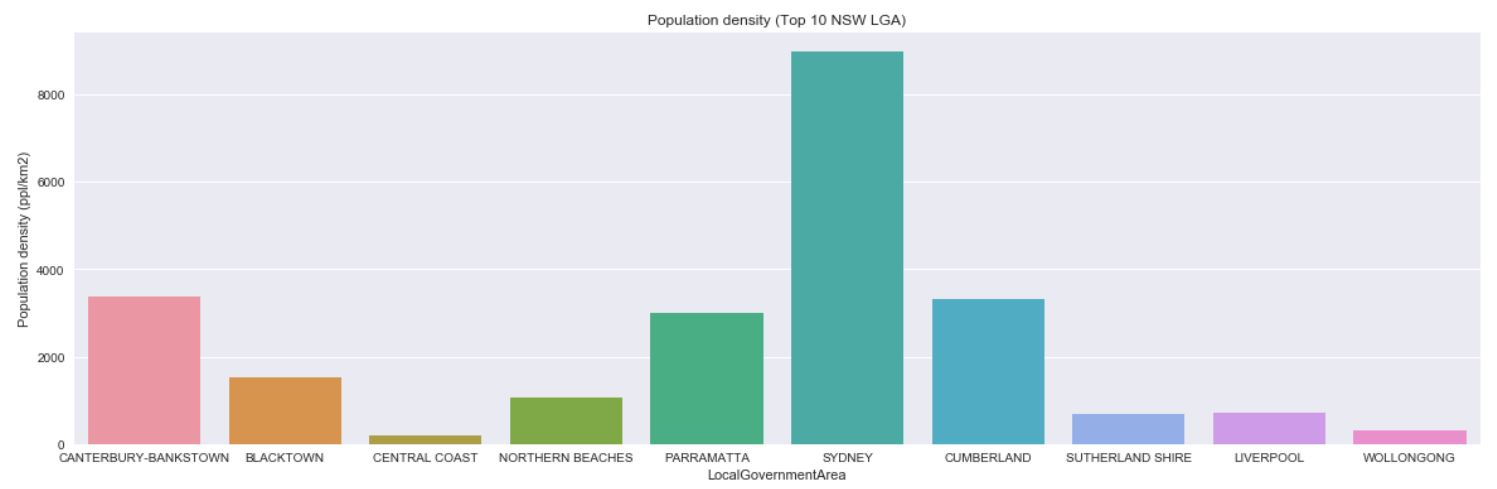 Population density (Top 10 NSW LGA)
Population density (ppl/km2)
8000
6000
4000
2000
0
CANTERBURY-BANKSTOWN BLACKTOWN CENTRAL COAST NORTHERN BEACHES PARRAMATTA SYDNEY CUMBERLAND SUTHERLAND SHIRE LIVERPOOL WOLLONGONG
LocalGovernmentArea